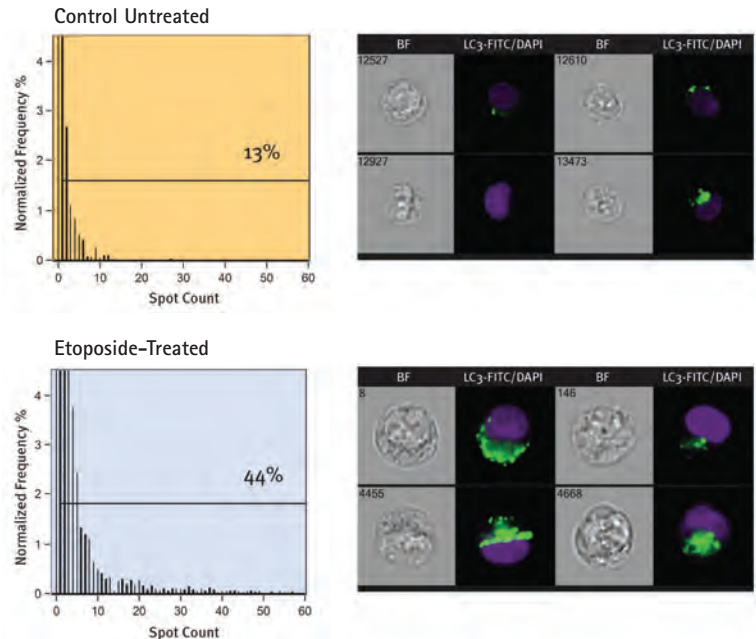 Control Untreated
Normalized Frequency %
4
3
2
1
0
13%
0 10 20 30 40 50 60
Spot Count
BF LC3-FITC/DAPI BF LC3-FITC/DAPI
12527 12610
12927 13473
Etoposide-Treated
Normalized Frequency %
4
3
2
1
0
44%
0 10 20 30 40 50 60
Spot Count
BF LC3-FITC/DAPI BF LC3-FITC/DAPI
8 146
4455 4668